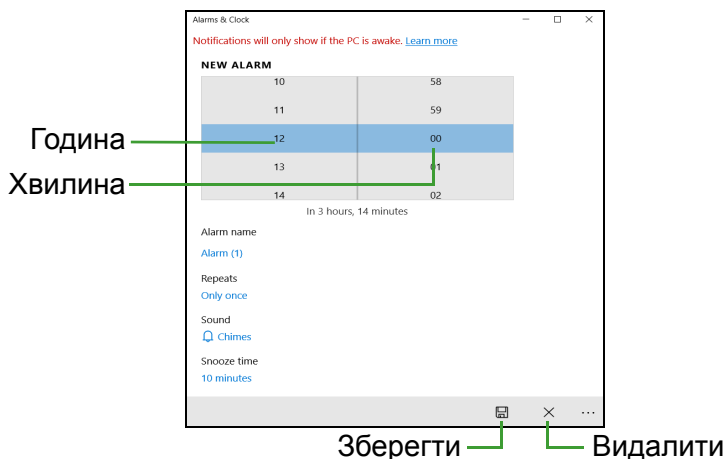 Alarms & Clock
Notifications will only show if the PC is awake. Learn more
NEW ALARM
10 58
11 59
Година 12 00
13 01
Хвилина
14 02
In 3 hours, 14 minutes
Alarm name
Alarm (1)
Repeats
Only once
Sound
Chimes
Snooze time
10 minutes
Зберегти Видалити